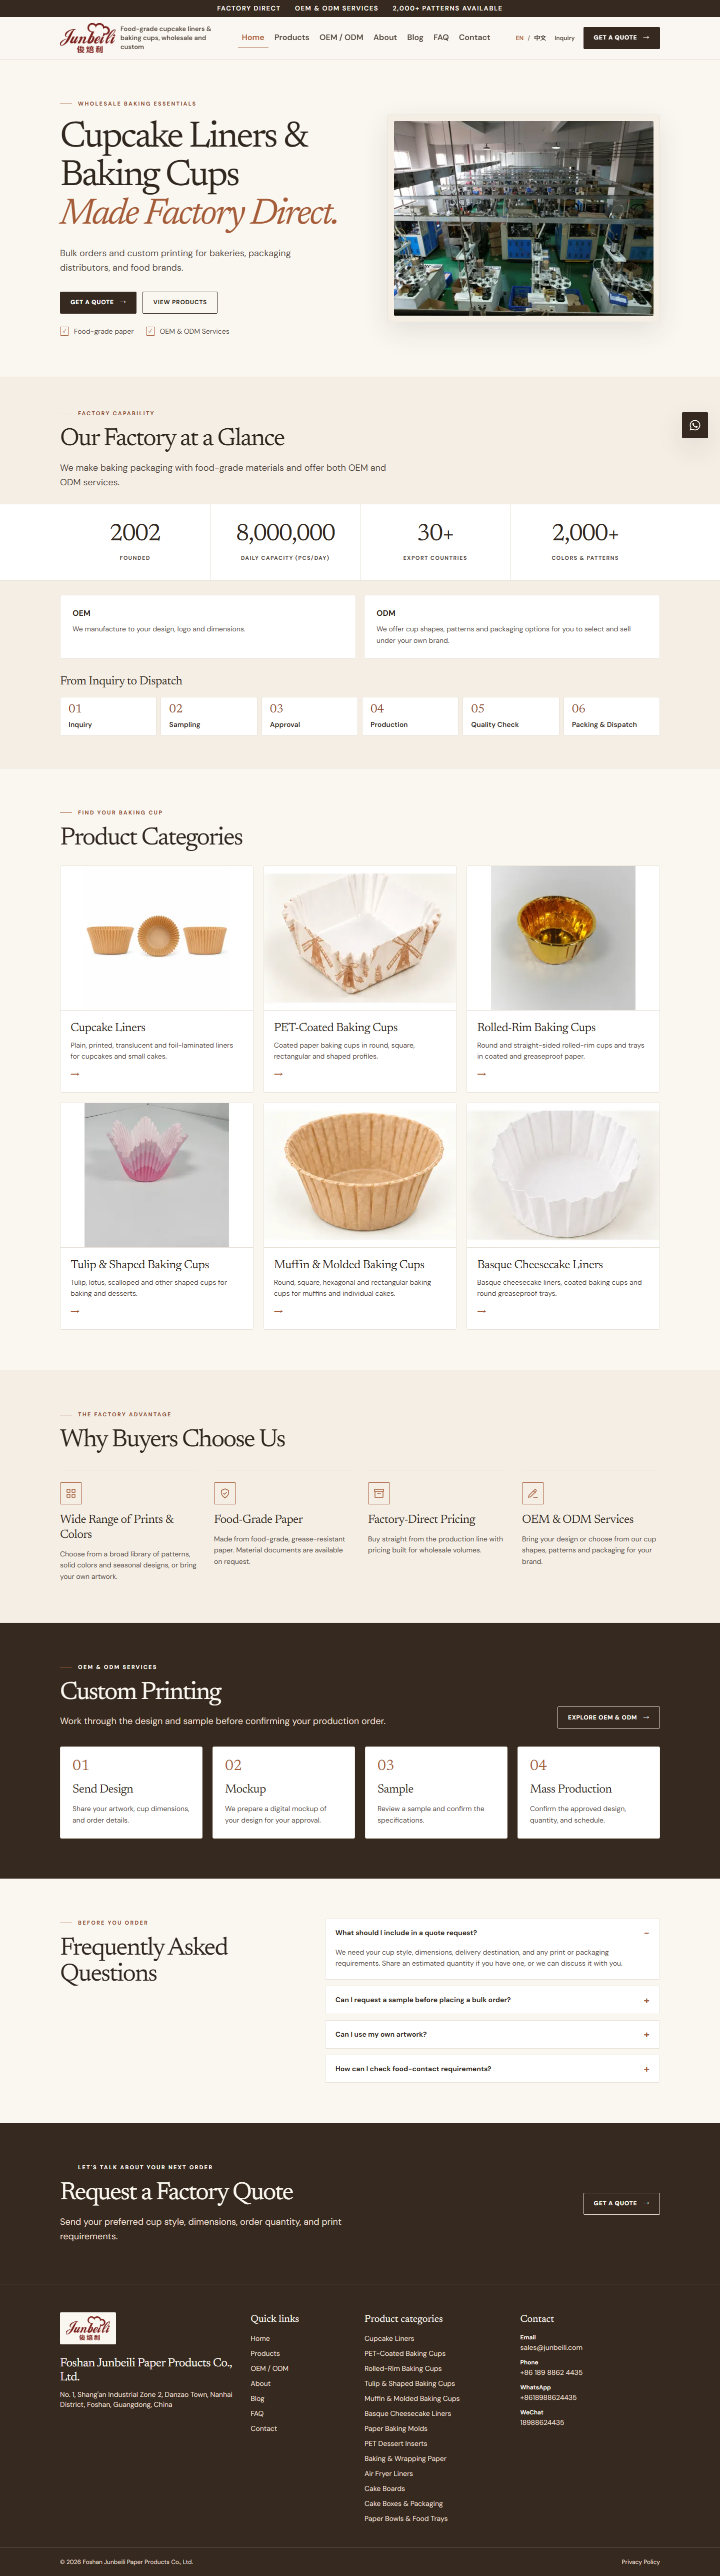 FACTORY DIRECT OEM & ODM SERVICES 2,000+ PATTERNS AVAILABLE
Junbeili
俊焙利
Food-grade cupcake liners &
baking cups, wholesale and
custom
Home Products OEM / ODM About Blog FAQ Contact
EN / 中文 Inquiry GET A QUOTE →
WHOLESALE BAKING ESSENTIALS
Cupcake Liners &
Baking Cups
Made Factory Direct.
Bulk orders and custom printing for bakeries, packaging
distributors, and food brands.
GET A QUOTE → VIEW PRODUCTS
Food-grade paper OEM & ODM Services
FACTORY CAPABILITY
Our Factory at a Glance
We make baking packaging with food-grade materials and offer both OEM and
ODM services.
2002 8,000,000 30+ 2,000+
FOUNDED DAILY CAPACITY (PCS/DAY) EXPORT COUNTRIES COLORS & PATTERNS
OEM
We manufacture to your design, logo and dimensions.
ODM
We offer cup shapes, patterns and packaging options for you to select and sell
under your own brand.
From Inquiry to Dispatch
01 02 03 04 05 06
Inquiry Sampling Approval Production Quality Check Packing & Dispatch
FIND YOUR BAKING CUP
Product Categories
Cupcake Liners
Plain, printed, translucent and foil-laminated liners
for cupcakes and small cakes.
→
PET-Coated Baking Cups
Coated paper baking cups in round, square,
rectangular and shaped profiles.
→
Rolled-Rim Baking Cups
Round and straight-sided rolled-rim cups and trays
in coated and greaseproof paper.
→
Tulip & Shaped Baking Cups
Tulip, lotus, scalloped and other shaped cups for
baking and desserts.
→
Muffin & Molded Baking Cups
Round, square, hexagonal and rectangular baking
cups for muffins and individual cakes.
→
Basque Cheesecake Liners
Basque cheesecake liners, coated baking cups and
round greaseproof trays.
→
THE FACTORY ADVANTAGE
Why Buyers Choose Us
Wide Range of Prints &
Colors
Choose from a broad library of patterns,
solid colors and seasonal designs, or bring
your own artwork.
Food-Grade Paper
Made from food-grade, grease-resistant
paper. Material documents are available
on request.
Factory-Direct Pricing
Buy straight from the production line with
pricing built for wholesale volumes.
OEM & ODM Services
Bring your design or choose from our cup
shapes, patterns and packaging for your
brand.
OEM & ODM SERVICES
Custom Printing
Work through the design and sample before confirming your production order.
EXPLORE OEM & ODM →
01
Send Design
Share your artwork, cup dimensions,
and order details.
02
Mockup
We prepare a digital mockup of
your design for your approval.
03
Sample
Review a sample and confirm the
specifications.
04
Mass Production
Confirm the approved design,
quantity, and schedule.
BEFORE YOU ORDER
Frequently Asked
Questions
What should I include in a quote request? −
We need your cup style, dimensions, delivery destination, and any print or packaging
requirements. Share an estimated quantity if you have one, or we can discuss it with you.
Can I request a sample before placing a bulk order? +
Can I use my own artwork? +
How can I check food-contact requirements? +
LET'S TALK ABOUT YOUR NEXT ORDER
Request a Factory Quote
Send your preferred cup style, dimensions, order quantity, and print
requirements.
GET A QUOTE →
Junbeili
俊焙利
Foshan Junbeili Paper Products Co.,
Ltd.
No. 1, Shang'an Industrial Zone 2, Danzao Town, Nanhai
District, Foshan, Guangdong, China
Quick links
Home
Products
OEM / ODM
About
Blog
FAQ
Contact
Product categories
Cupcake Liners
PET-Coated Baking Cups
Rolled-Rim Baking Cups
Tulip & Shaped Baking Cups
Muffin & Molded Baking Cups
Basque Cheesecake Liners
Paper Baking Molds
PET Dessert Inserts
Baking & Wrapping Paper
Air Fryer Liners
Cake Boards
Cake Boxes & Packaging
Paper Bowls & Food Trays
Contact
Email
sales@junbeili.com
Phone
+86 189 8862 4435
WhatsApp
+8618988624435
WeChat
18988624435
© 2026 Foshan Junbeili Paper Products Co., Ltd.
Privacy Policy